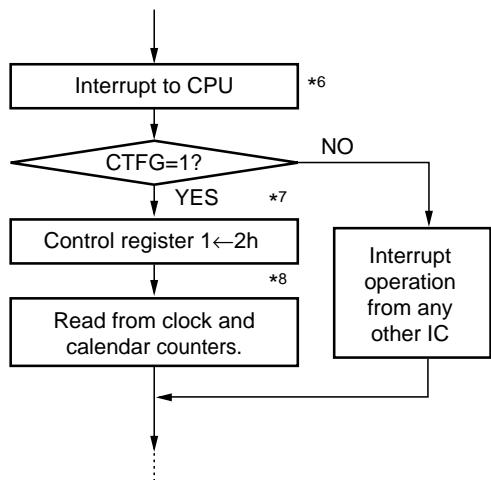 Interrupt to CPU
*6
CTFG=1?
NO
YES
*7
Control register 1←2h
*8
Interrupt
operation
from any
other IC
Read from clock and
calendar counters.